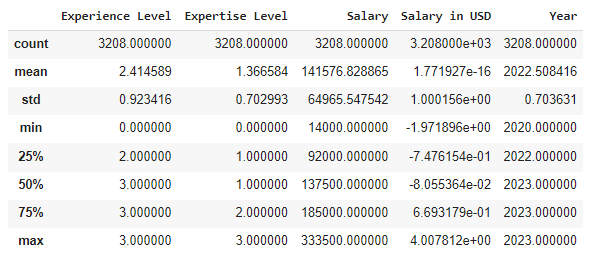 Experience Level Expertise Level Salary Salary in USD Year
count 3208.000000 3208.000000 3208.000000 3.208000e+03 3208.000000
mean 2.414589 1.366584 141576.828865 1.771927e-16 2022.508416
std 0.923416 0.702993 64965.547542 1.000156e+00 0.703631
min 0.000000 0.000000 14000.000000 -1.971896e+00 2020.000000
25% 2.000000 1.000000 92000.000000 -7.476154e-01 2022.000000
50% 3.000000 1.000000 137500.000000 -8.055364e-02 2023.000000
75% 3.000000 2.000000 185000.000000 6.693179e-01 2023.000000
max 3.000000 3.000000 333500.000000 4.007812e+00 2023.000000